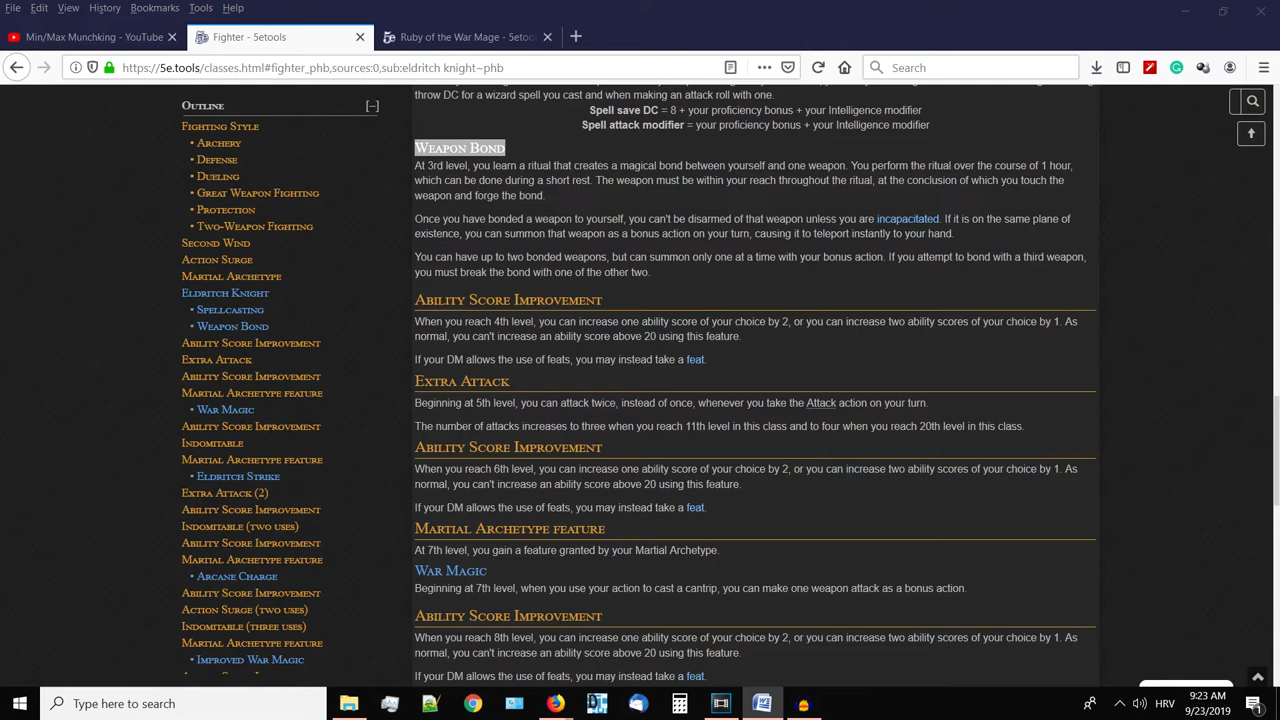 File Edit View History Bookmarks Tools Help
Min/Max Munchking - YouTube
Fighter - 5etools
Ruby of the War Mage - 5etoo
https://5e.tools/classes.html#fighter_phb,sources:0,sub:eldritch knight~phb
Search
Outline [–]
Fighting Style
• Archery
• Defense
• Dueling
• Great Weapon Fighting
• Protection
• Two-Weapon Fighting
Second Wind
Action Surge
Martial Archetype
Eldritch Knight
• Spellcasting
• Weapon Bond
Ability Score Improvement
Extra Attack
Ability Score Improvement
Martial Archetype feature
• War Magic
Ability Score Improvement
Indomitable
Martial Archetype feature
• Eldritch Strike
Extra Attack (2)
Ability Score Improvement
Indomitable (two uses)
Ability Score Improvement
Martial Archetype feature
• Arcane Charge
Ability Score Improvement
Action Surge (two uses)
Indomitable (three uses)
Martial Archetype feature
• Improved War Magic
throw DC for a wizard spell you cast and when making an attack roll with one.
Spell save DC = 8 + your proficiency bonus + your Intelligence modifier
Spell attack modifier = your proficiency bonus + your Intelligence modifier
Weapon Bond
At 3rd level, you learn a ritual that creates a magical bond between yourself and one weapon. You perform the ritual over the course of 1 hour,
which can be done during a short rest. The weapon must be within your reach throughout the ritual, at the conclusion of which you touch the
weapon and forge the bond.
Once you have bonded a weapon to yourself, you can't be disarmed of that weapon unless you are incapacitated. If it is on the same plane of
existence, you can summon that weapon as a bonus action on your turn, causing it to teleport instantly to your hand.
You can have up to two bonded weapons, but can summon only one at a time with your bonus action. If you attempt to bond with a third weapon,
you must break the bond with one of the other two.
Ability Score Improvement
When you reach 4th level, you can increase one ability score of your choice by 2, or you can increase two ability scores of your choice by 1. As
normal, you can't increase an ability score above 20 using this feature.
If your DM allows the use of feats, you may instead take a feat.
Extra Attack
Beginning at 5th level, you can attack twice, instead of once, whenever you take the Attack action on your turn.
The number of attacks increases to three when you reach 11th level in this class and to four when you reach 20th level in this class.
Ability Score Improvement
When you reach 6th level, you can increase one ability score of your choice by 2, or you can increase two ability scores of your choice by 1. As
normal, you can't increase an ability score above 20 using this feature.
If your DM allows the use of feats, you may instead take a feat.
Martial Archetype feature
At 7th level, you gain a feature granted by your Martial Archetype.
War Magic
Beginning at 7th level, when you use your action to cast a cantrip, you can make one weapon attack as a bonus action.
Ability Score Improvement
When you reach 8th level, you can increase one ability score of your choice by 2, or you can increase two ability scores of your choice by 1. As
normal, you can't increase an ability score above 20 using this feature.
If your DM allows the use of feats, you may instead take a feat.
Type here to search
HRV
9:23 AM
9/23/2019